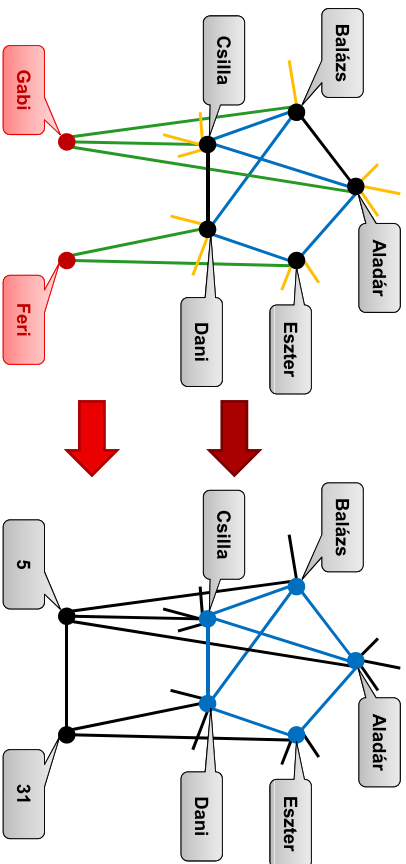 Aladár
Balázs
Eszter
Csilla
Dani
Gabi
Feri
Aladár
Balázs
Eszter
Csilla
Dani
5
31